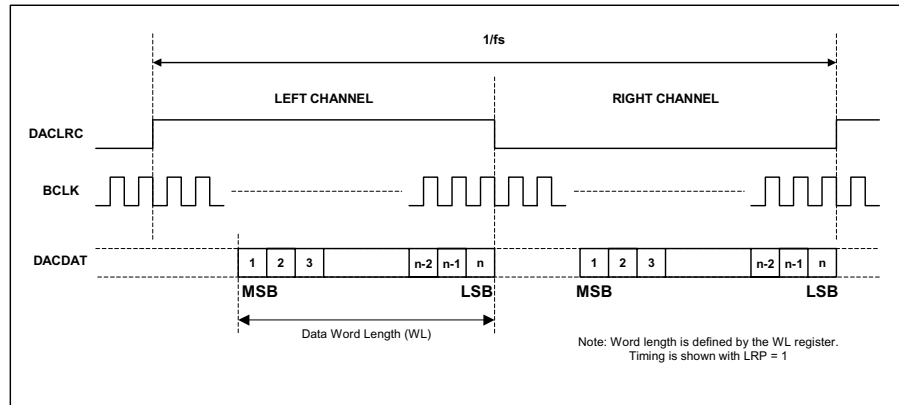 1/fs
LEFT CHANNEL RIGHT CHANNEL
DACLRC
BCLK
DACDAT 1 2 3 n-2 n-1 n 1 2 3 n-2 n-1 n
MSB LSB MSB LSB
Data Word Length (WL)
Note: Word length is defined by the WL register.
Timing is shown with LRP = 1